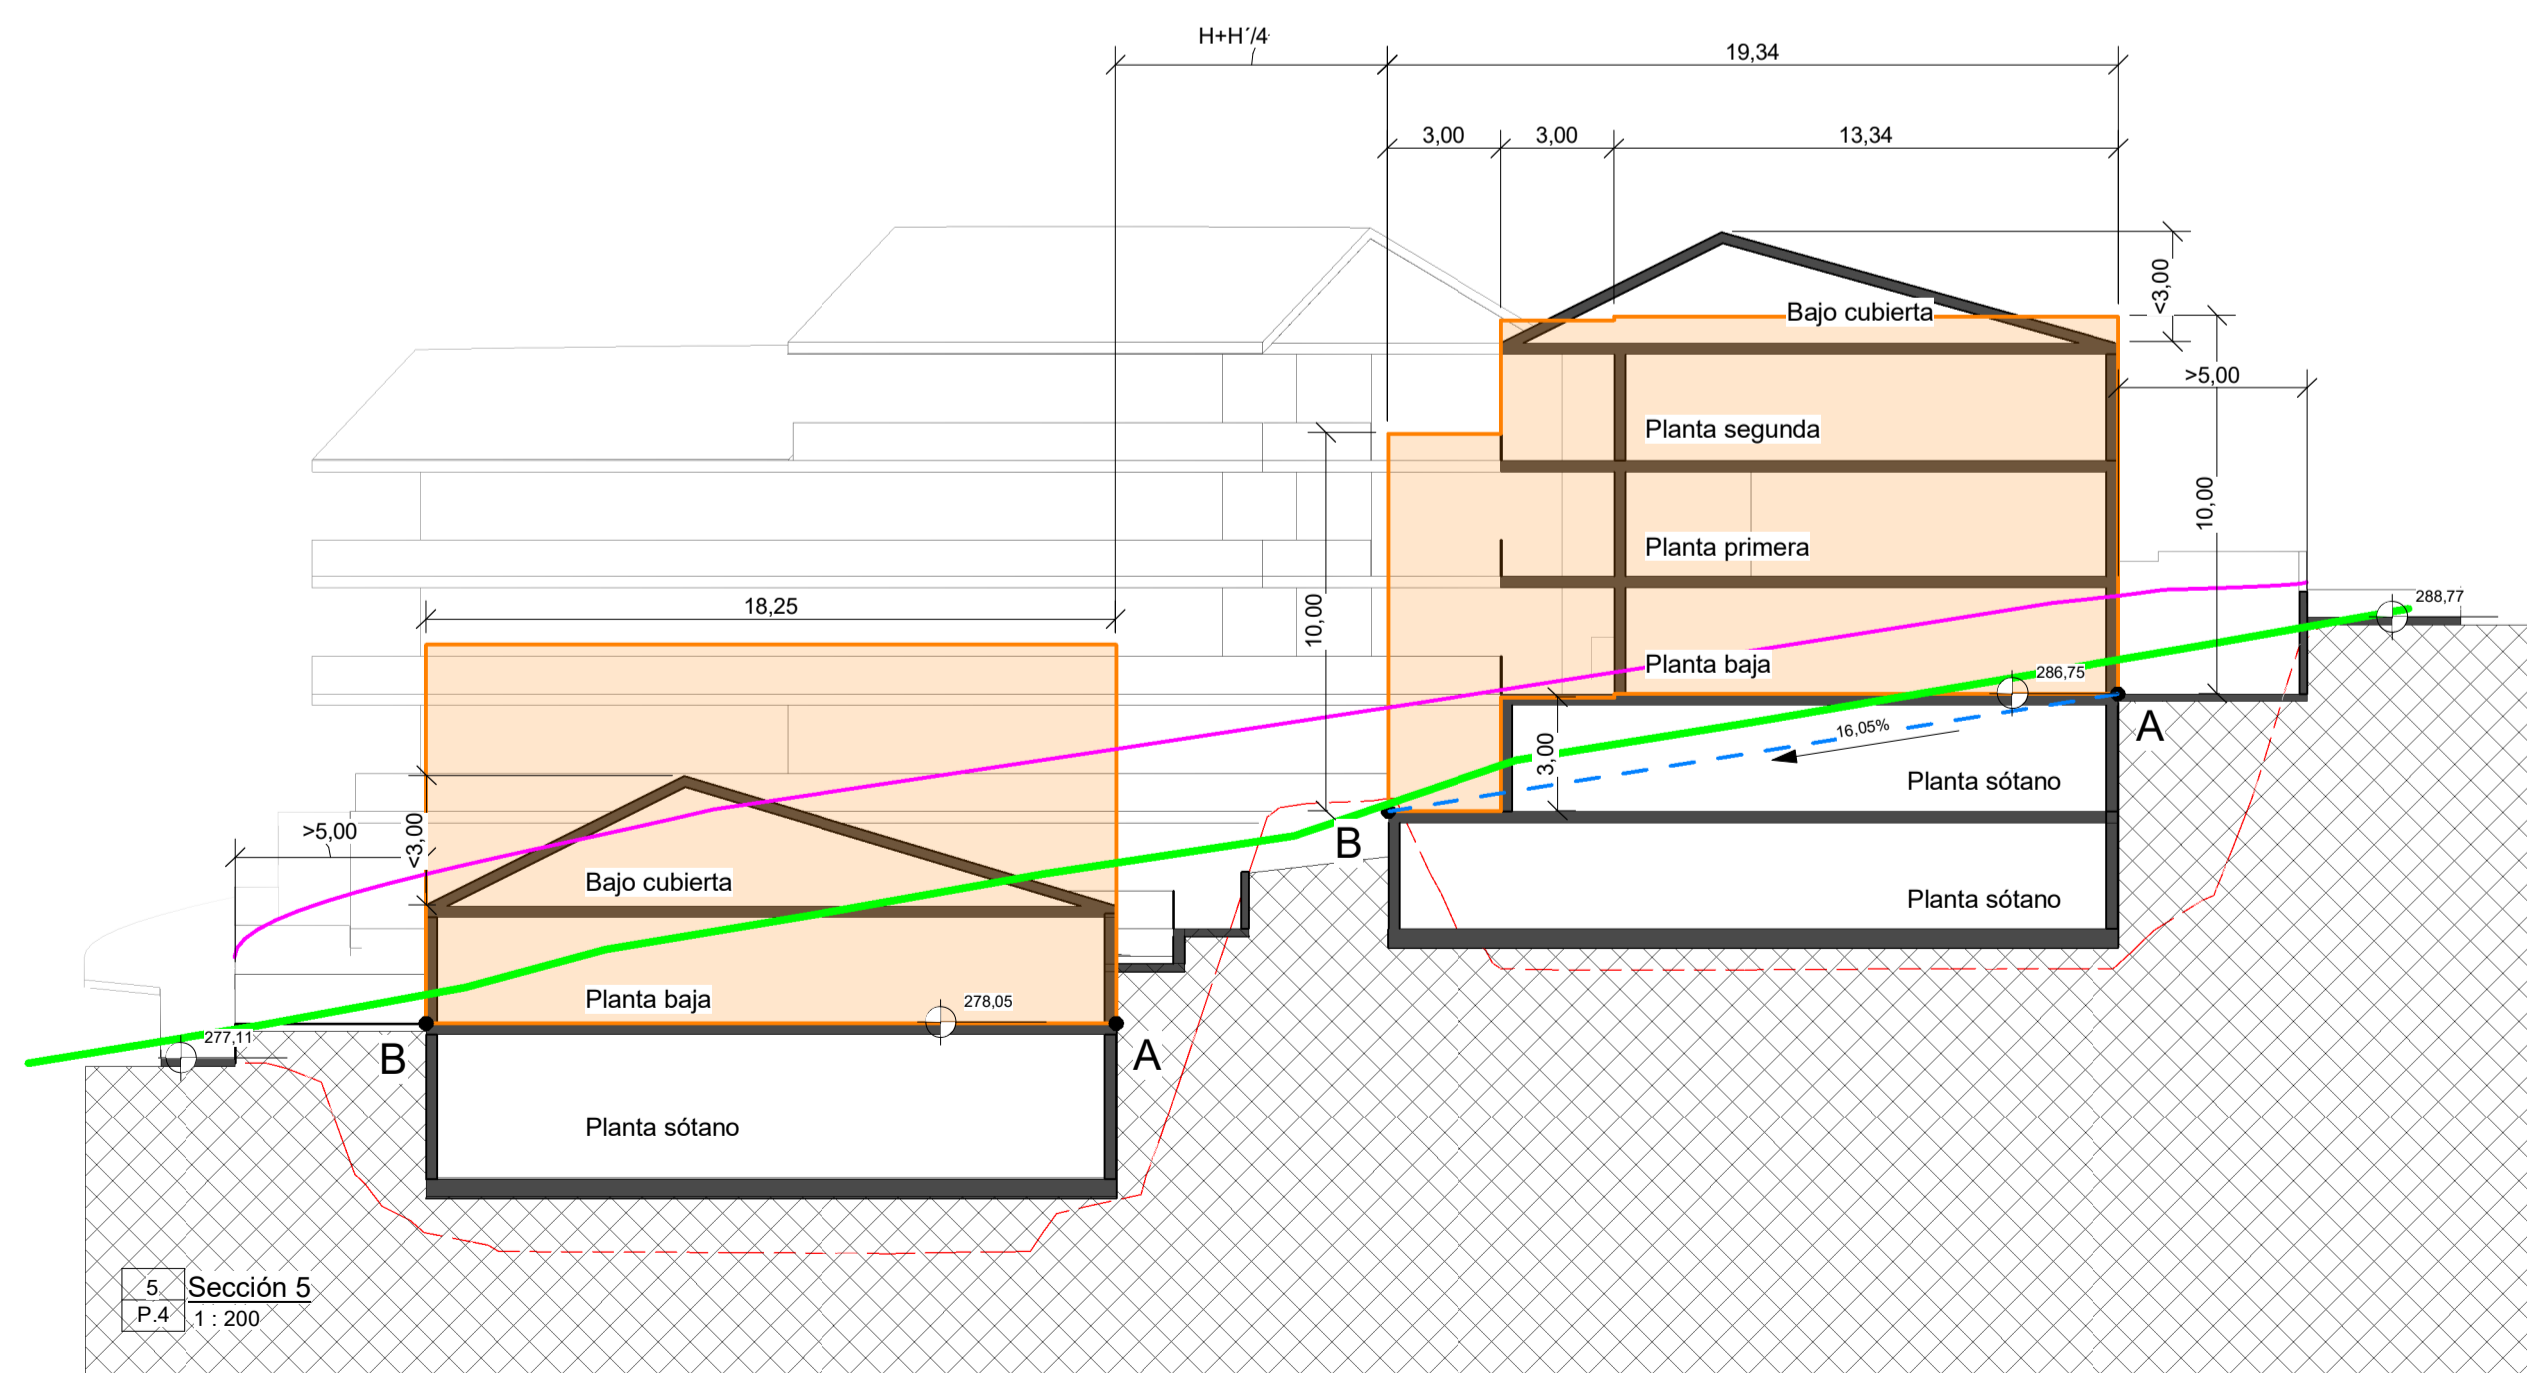 H+H´/4
19,34
3,00
3,00
13,34
<3,00
Bajo cubierta
>5,00
Planta segunda
10,00
Planta primera
288,77
18,25
10,00
Planta baja
286,75
A
16,05%
3,00
Planta sótano
B
>5,00
<3,00
Bajo cubierta
Planta sótano
Planta baja
278,05
277,11
B
A
Planta sótano
5
Sección 5
P.4
1 : 200